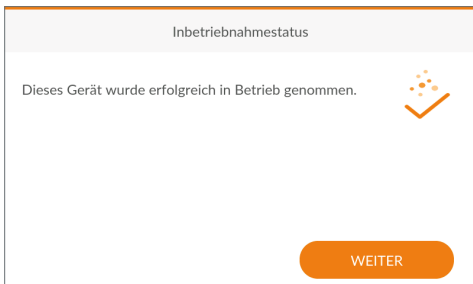 Inbetriebnahmestatus
Dieses Gerät wurde erfolgreich in Betrieb genommen.
WEITER